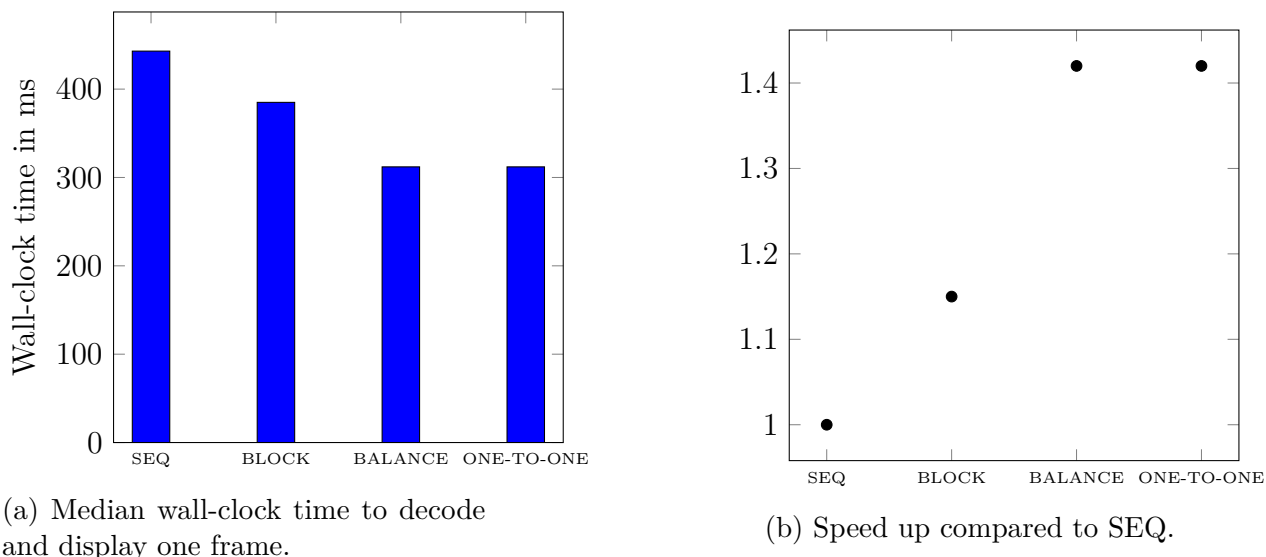 Wall-clock time in ms
400
300
200
100
0
SEQ BLOCK BALANCE ONE-TO-ONE
(a) Median wall-clock time to decode
and display one frame.
1.4
1.3
1.2
1.1
1
SEQ BLOCK BALANCE ONE-TO-ONE
(b) Speed up compared to SEQ.